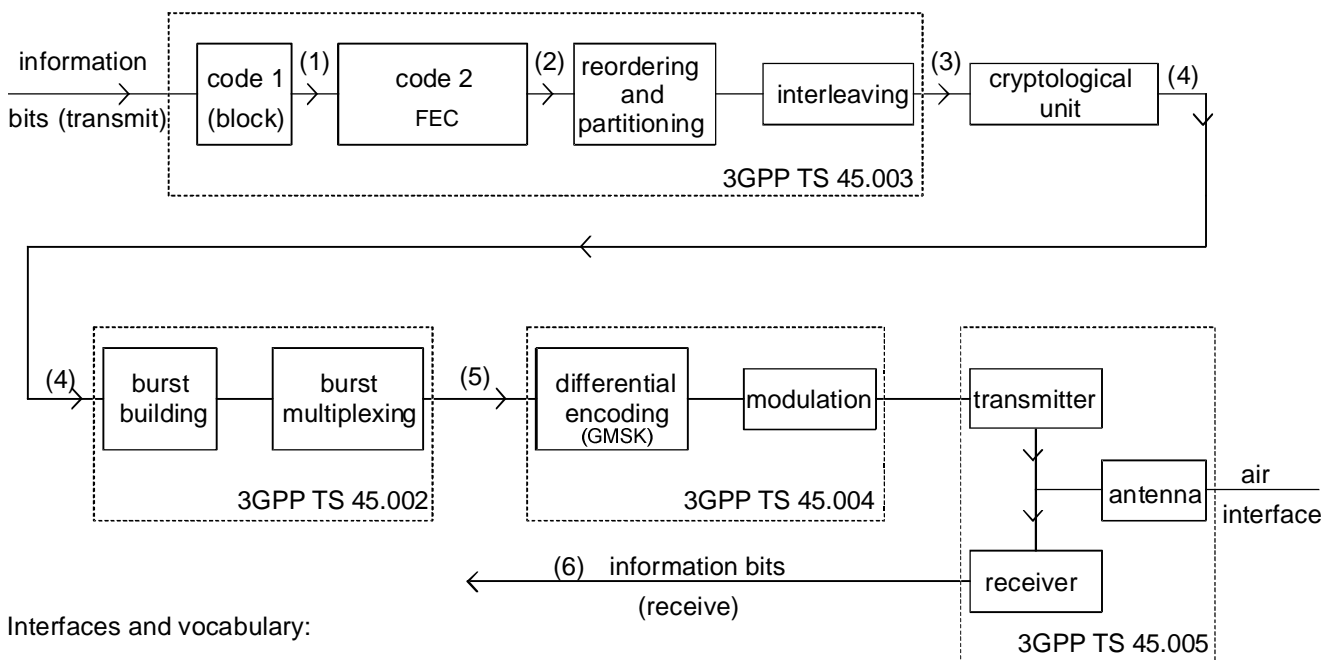 information
bits (transmit)
code 1
(block)
(1)
code 2
FEC
(2)
reordering
and
partitioning
interleaving
(3)
cryptological
unit
(4)
3GPP TS 45.003
(4)
burst
building
burst
multiplexing
3GPP TS 45.002
(5)
differential
encoding
(GMSK)
modulation
3GPP TS 45.004
transmitter
antenna
air
interface
receiver
3GPP TS 45.005
(6) information bits
(receive)
Interfaces and vocabulary: